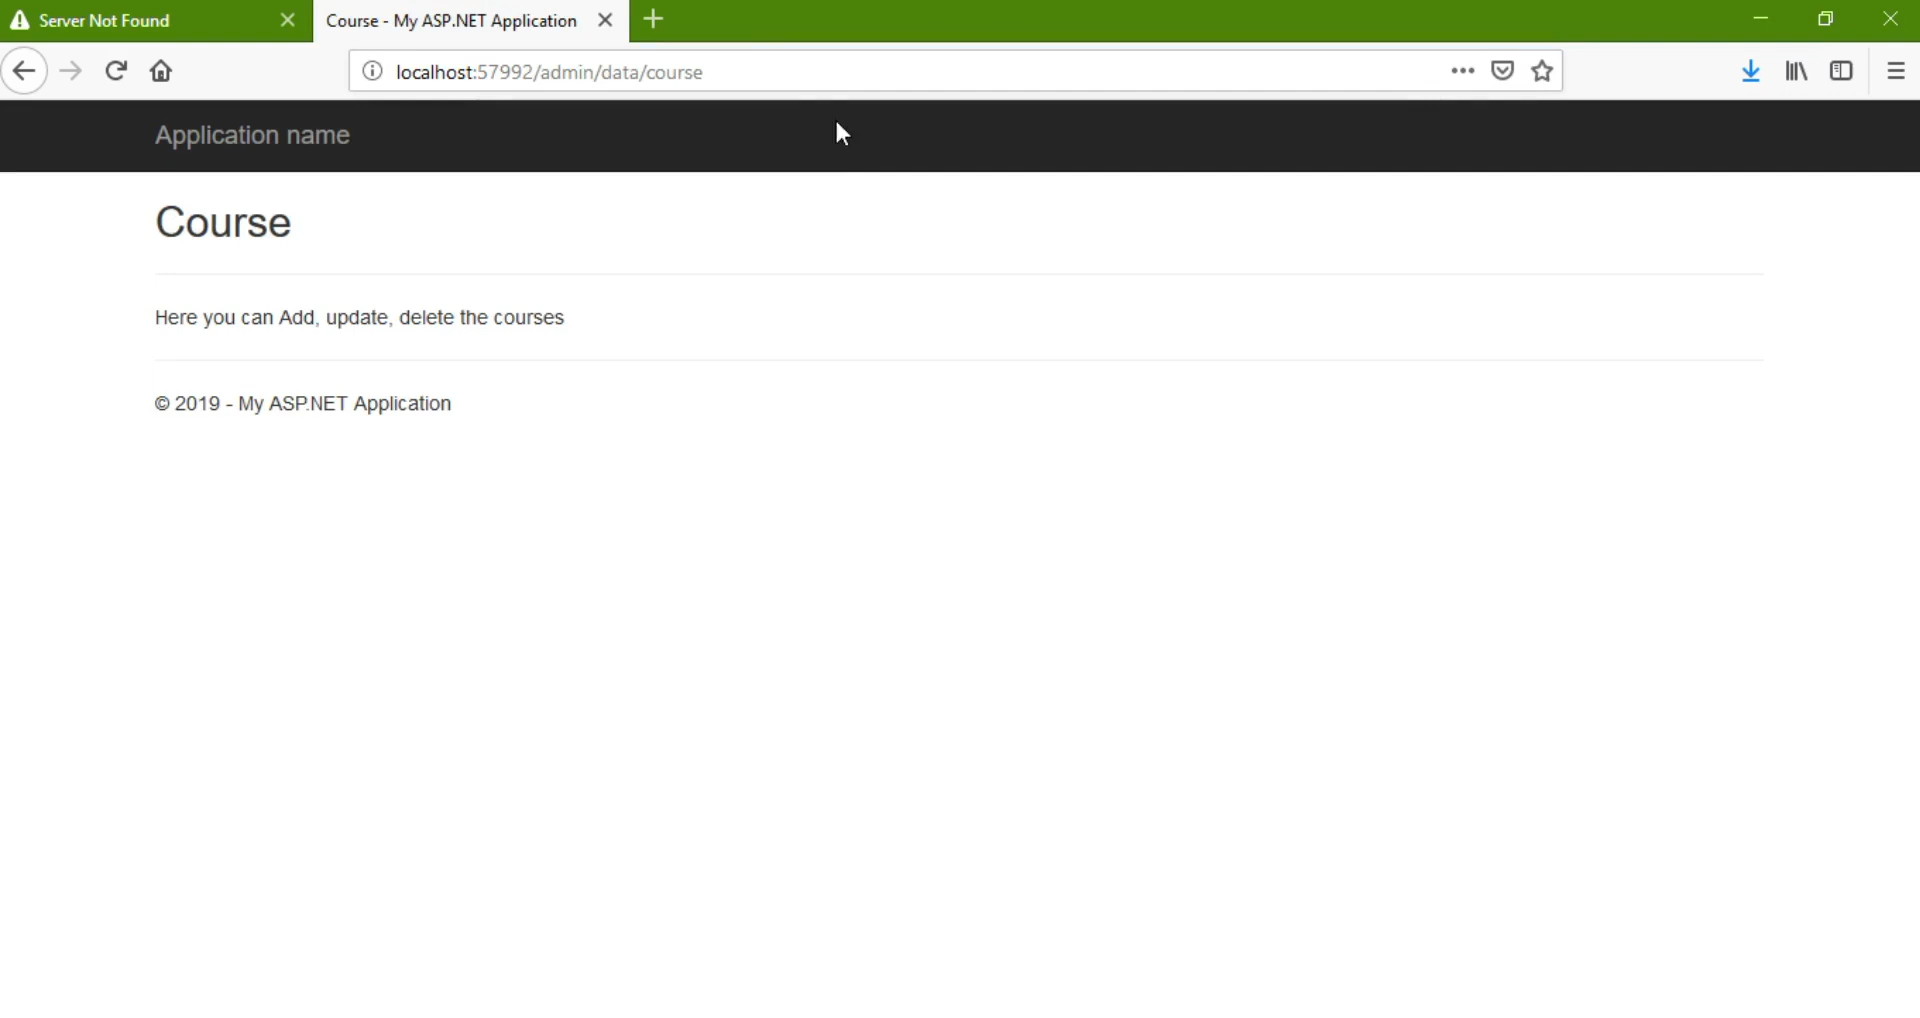 Server Not Found
Course - My ASP.NET Application
localhost:57992/admin/data/course
Application name
Course
Here you can Add, update, delete the courses
© 2019 - My ASP.NET Application